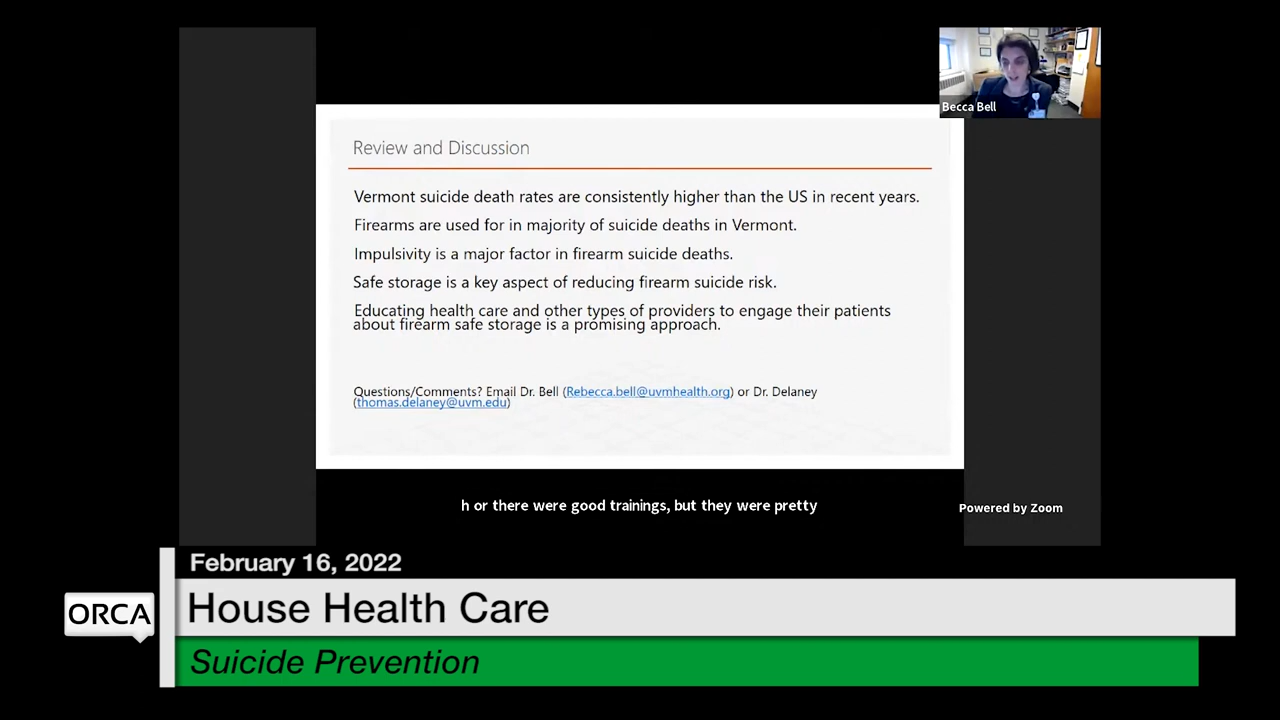 Becca Bell
Review and Discussion
Vermont suicide death rates are consistently higher than the US in recent years.
Firearms are used for in majority of suicide deaths in Vermont.
Impulsivity is a major factor in firearm suicide deaths.
Safe storage is a key aspect of reducing firearm suicide risk.
Educating health care and other types of providers to engage their patients
about firearm safe storage is a promising approach.
Questions/Comments? Email Dr. Bell (Rebecca.bell@uvmhealth.org) or Dr. Delaney
(thomas.delaney@uvm.edu)
h or there were good trainings, but they were pretty
Powered by Zoom
February 16, 2022
ORCA
House Health Care
Suicide Prevention